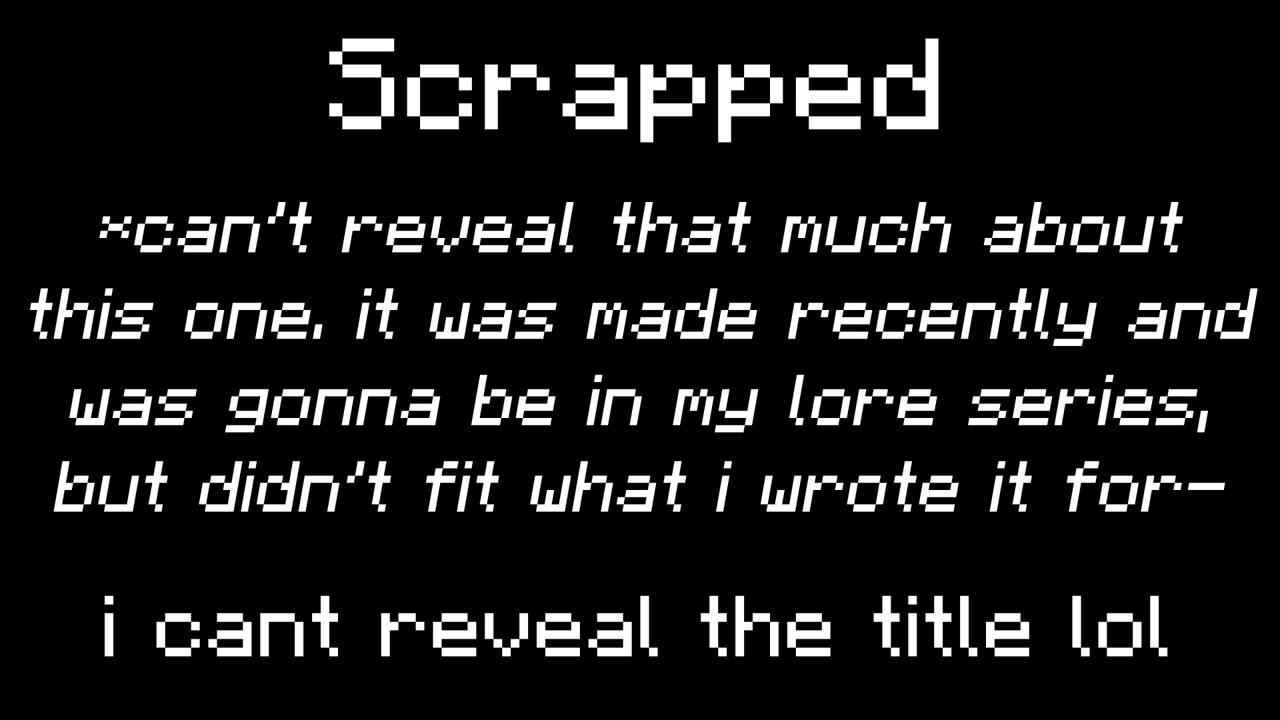 Scrapped
*can't reveal that much about
this one. it was made recently and
was gonna be in my lore series,
but didn't fit what i wrote it for-
i cant reveal the title lol